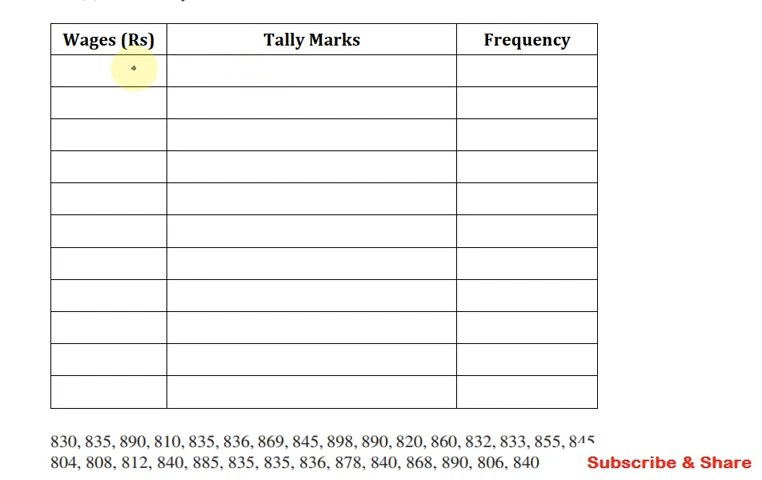 Wages (Rs) Tally Marks Frequency
830, 835, 890, 810, 835, 836, 869, 845, 898, 890, 820, 860, 832, 833, 855, 845
804, 808, 812, 840, 885, 835, 835, 836, 878, 840, 868, 890, 806, 840
Subscribe & Share